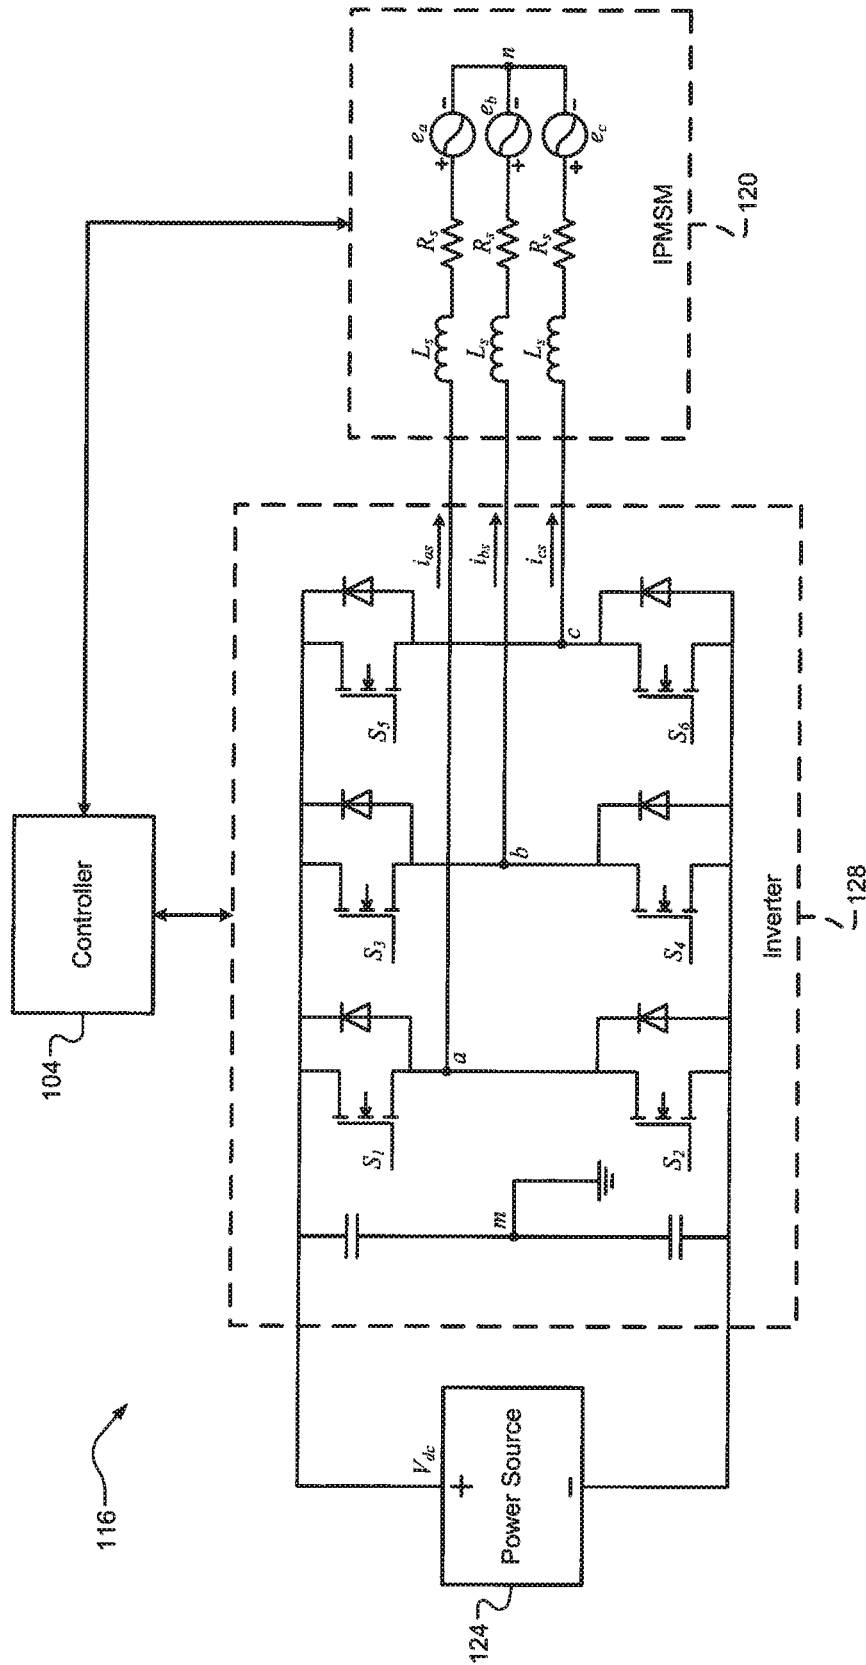 116
104
Controller
124
Power Source
V_dc
+
−
m
S_1
S_2
a
S_3
S_4
b
S_5
S_6
c
i_as
i_bs
i_cs
Inverter
128
L_s
L_s
L_s
R_s
R_s
R_s
+
e_a
-
+
e_b
-
+
e_c
-
n
IPMSM
120